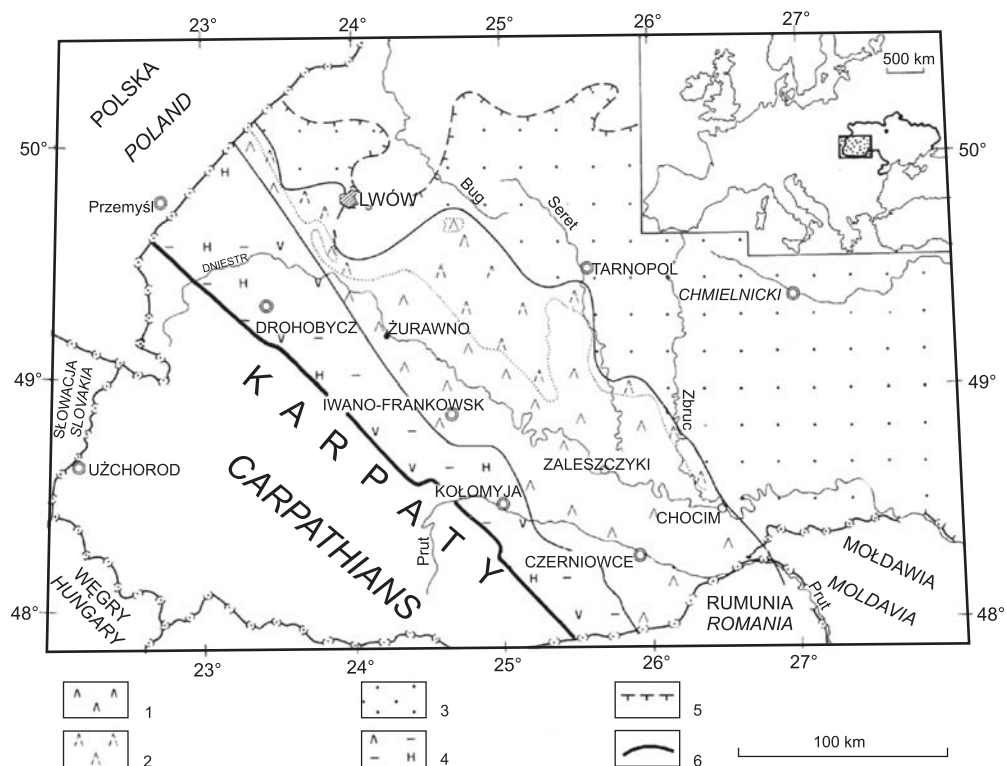 23°
24°
25°
26°
27°
POLSKA
POLAND
500 km
50°
50°
LWÓW
Przemyśl
Bug
Seret
DNIESTR
TARNOPOL
CHMIELNICKI
DROHOBYCZ
ŻURAWNO
49°
49°
SŁOWACJA
SLOVAKIA
KARPATY
CARPATHIANS
IWANO-FRANKOWSK
Zbruc
UŻCHOROD
ZALESZCZYKI
KOŁOMYJA
CHOCIM
Prut
CZERNIOWCE
MOŁDAWIA
MOLDAVIA
WĘGRY
HUNGARY
RUMUNIA
ROMANIA
Prut
48°
48°
23°
24°
25°
26°
27°
1
3
5
2
4
6
100 km